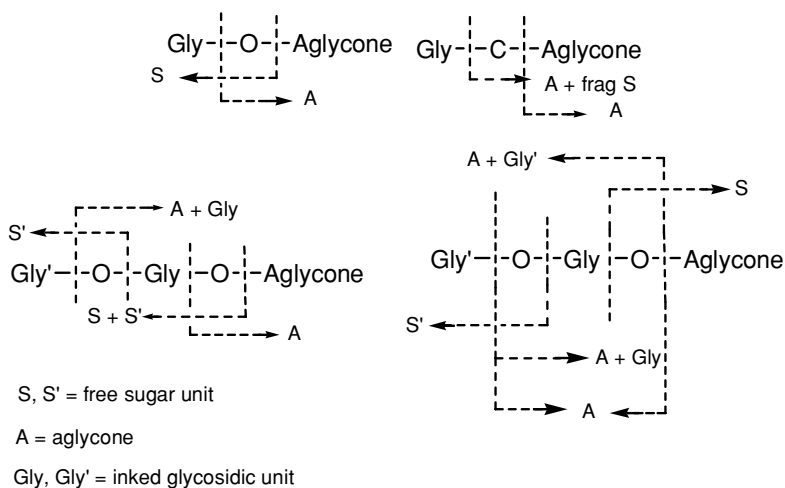 Gly-O-Aglycone
S
A
Gly-C-Aglycone
A + frag S
A
A + Gly
S'
Gly'-O-Gly-O-Aglycone
S + S'
A
A + Gly'
S
Gly'-O-Gly-O-Aglycone
S'
A + Gly
A
S, S' = free sugar unit
A = aglycone
Gly, Gly' = inked glycosidic unit